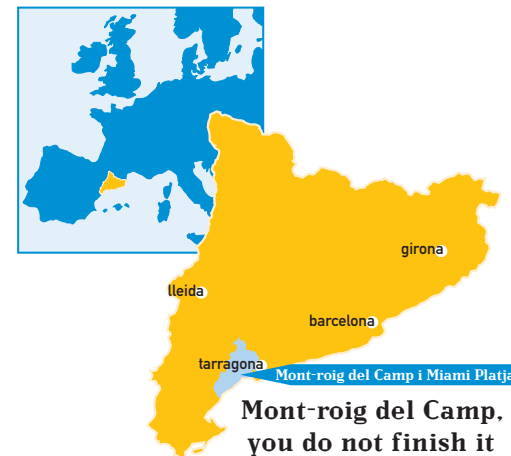 girona
lleida
barcelona
tarragona
Mont-roig del Camp i Miami Platja
Mont-roig del Camp,
you do not finish it